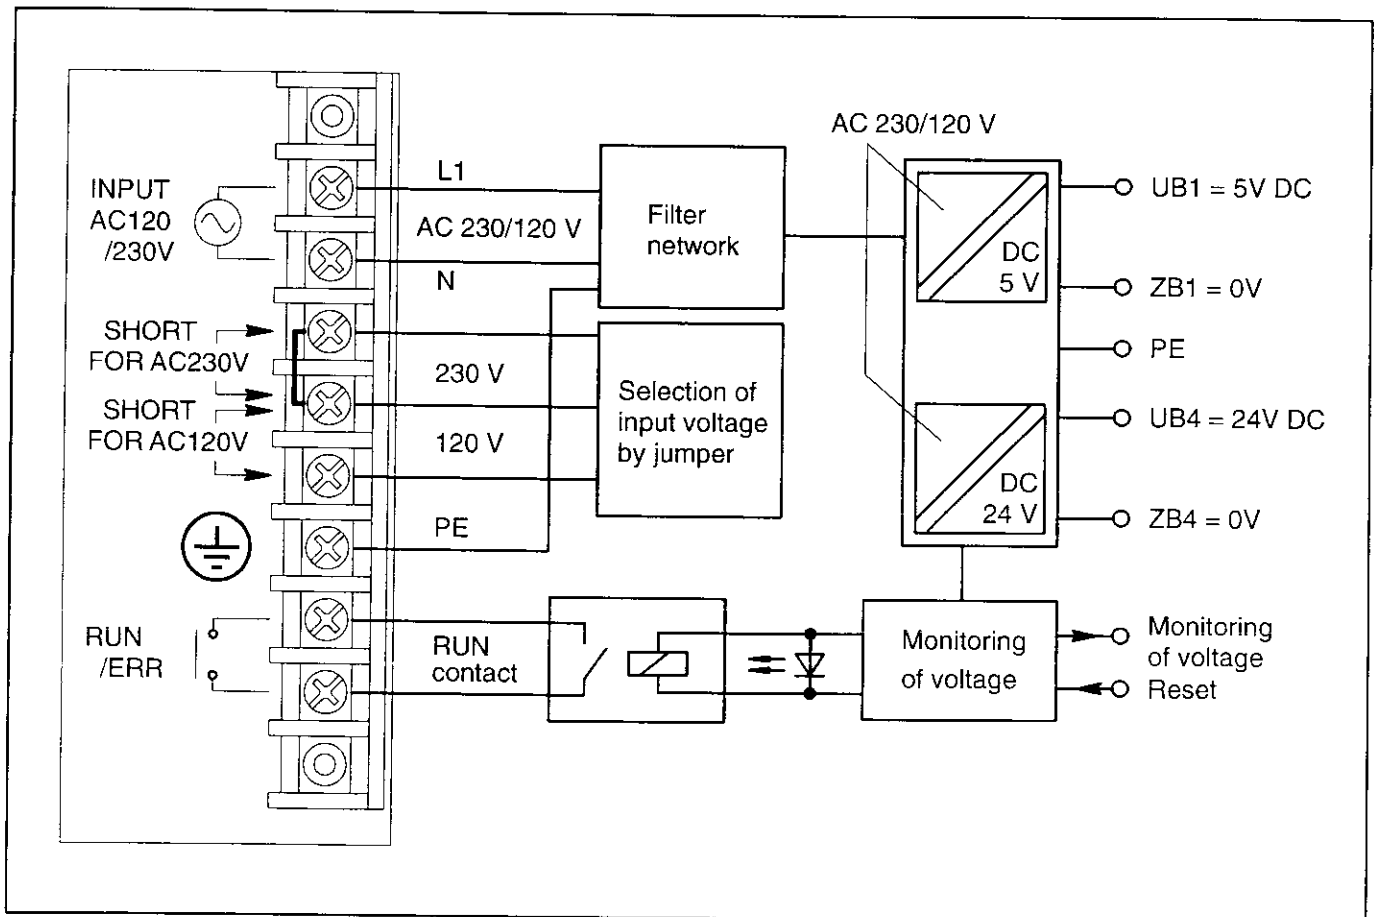 INPUT
AC120
/230V
SHORT
FOR AC230V
SHORT
FOR AC120V
RUN
/ERR
L1
AC 230/120 V
N
230 V
120 V
PE
RUN
contact
Filter
network
Selection of
input voltage
by jumper
AC 230/120 V
DC
5 V
DC
24 V
UB1 = 5V DC
ZB1 = 0V
PE
UB4 = 24V DC
ZB4 = 0V
Monitoring
of voltage
Monitoring
of voltage
Reset